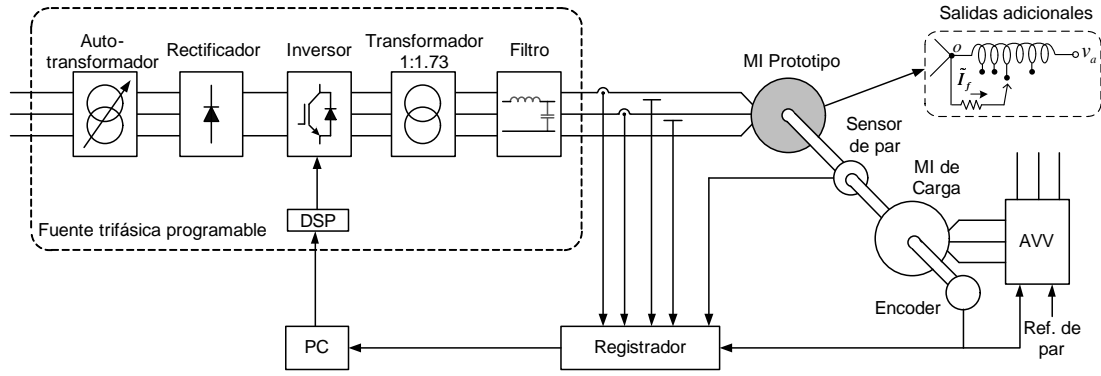 Salidas adicionales
Auto-
transformador
Rectificador
Inversor
Transformador
1:1.73
Filtro
MI Prototipo
o
v_a
Ĩ_f
Sensor
de par
MI de
Carga
DSP
Fuente trifásica programable
AVV
Encoder
Ref. de
par
PC
Registrador